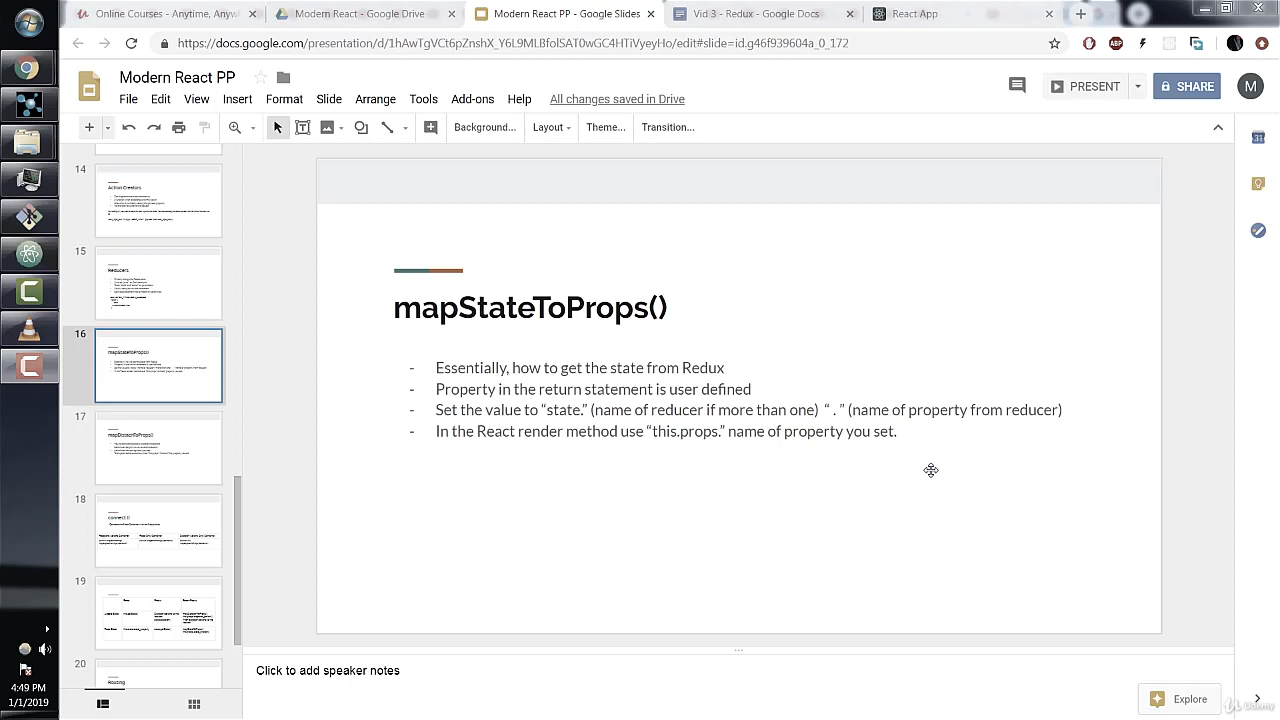 Online Courses - Anytime, Anyw
Modern React - Google Drive
Modern React PP - Google Slides
Vid 3 - Redux - Google Docs
React App
https://docs.google.com/presentation/d/1hAwTgVCt6pZnshX_Y6L9MLBfolSAT0wGC4HTiVyeyHo/edit#slide=id.g46f939604a_0_172
ABP
Modern React PP
File Edit View Insert Format Slide Arrange Tools Add-ons Help All changes saved in Drive
PRESENT
SHARE
M
Background... Layout Theme... Transition...
31
14
Action Creators
15
Reducers
16
mapStateToProps()
17
18
connect()
19
20
Routing
mapStateToProps()
- Essentially, how to get the state from Redux
- Property in the return statement is user defined
- Set the value to “state.” (name of reducer if more than one) “ . ” (name of property from reducer)
- In the React render method use “this.props.” name of property you set.
Click to add speaker notes
Explore
4:49 PM
1/1/2019
Udemy